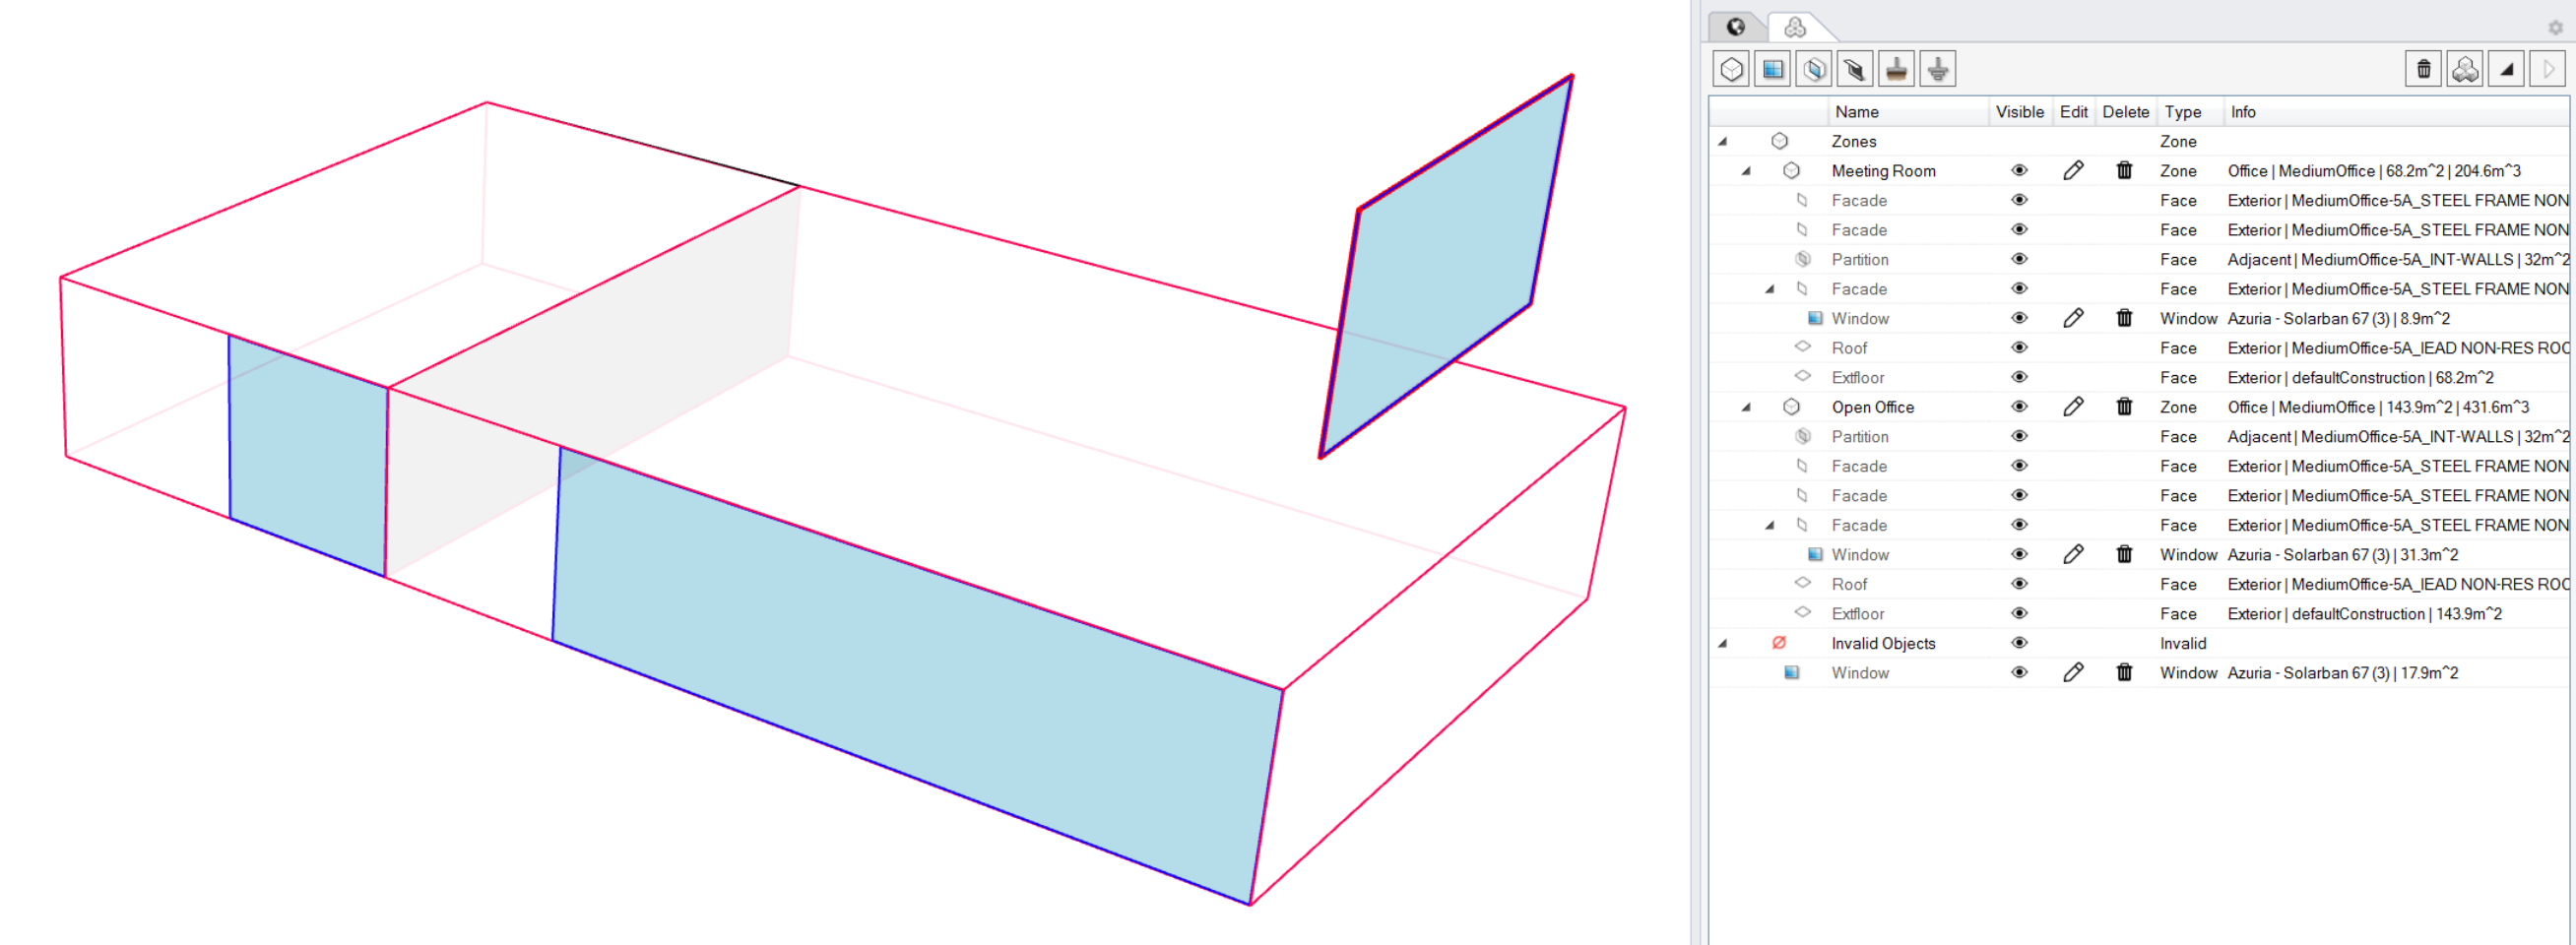 Name Visible Edit Delete Type Info
Zones Zone
Meeting Room Zone Office | MediumOffice | 68.2m^2 | 204.6m^3
Facade Face Exterior | MediumOffice-5A_STEEL FRAME NON
Facade Face Exterior | MediumOffice-5A_STEEL FRAME NON
Partition Face Adjacent | MediumOffice-5A_INT-WALLS | 32m^2
Facade Face Exterior | MediumOffice-5A_STEEL FRAME NON
Window Window Azuria - Solarban 67 (3) | 8.9m^2
Roof Face Exterior | MediumOffice-5A_IEAD NON-RES ROO
Extfloor Face Exterior | defaultConstruction | 68.2m^2
Open Office Zone Office | MediumOffice | 143.9m^2 | 431.6m^3
Partition Face Adjacent | MediumOffice-5A_INT-WALLS | 32m^2
Facade Face Exterior | MediumOffice-5A_STEEL FRAME NON
Facade Face Exterior | MediumOffice-5A_STEEL FRAME NON
Facade Face Exterior | MediumOffice-5A_STEEL FRAME NON
Window Window Azuria - Solarban 67 (3) | 31.3m^2
Roof Face Exterior | MediumOffice-5A_IEAD NON-RES ROO
Extfloor Face Exterior | defaultConstruction | 143.9m^2
Invalid Objects Invalid
Window Window Azuria - Solarban 67 (3) | 17.9m^2